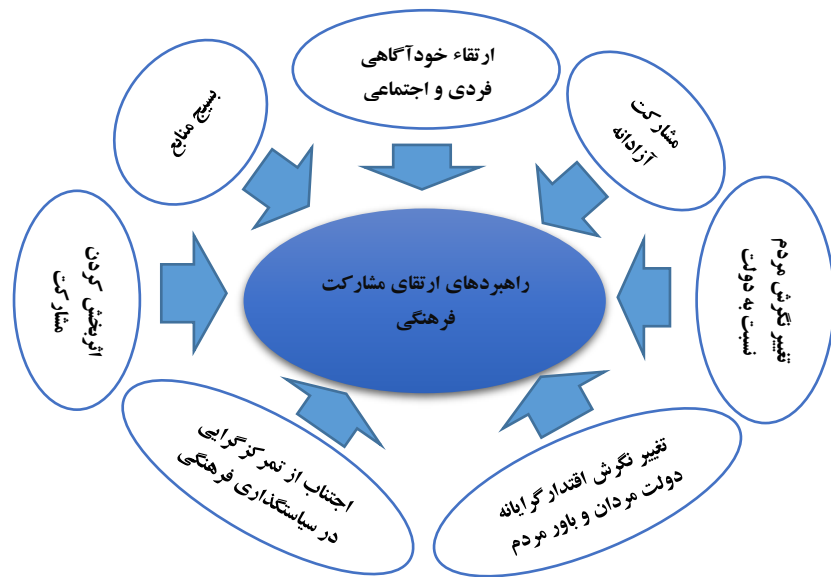 ارتقاء خودآگاهی
فردی و اجتماعی
مشارکت
آزادانه
تغییر نگرش مردم
نسبت به دولت
تغییر نگرش اقتدارگرایانه
دولت مردان و باور مردم
اجتناب از تمرکزگرایی
در سیاستگذاری فرهنگی
اثربخش کردن
مشارکت
بسیج منابع
راهبردهای ارتقای مشارکت
فرهنگی